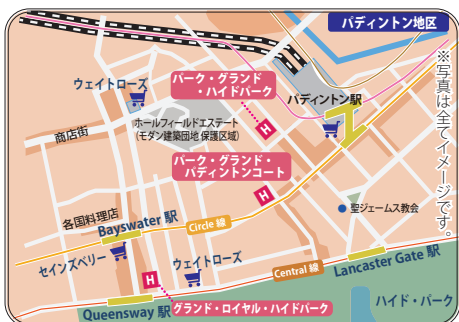 パディントン地区
※写真は全てイメージです。
ウェイトローズ
パーク・グランド
・ハイドパーク
パディントン駅
H
商店街
ホールフィールドエステート
(モダン建築団地 保護区域)
パーク・グランド・
パディントンコート
H
聖ジェームス教会
各国料理店
Bayswater 駅
Circle 線
セインズベリー
H
ウェイトローズ
Central 線
Lancaster Gate 駅
Queensway 駅
グランド・ロイヤル・ハイドパーク
ハイド・パーク